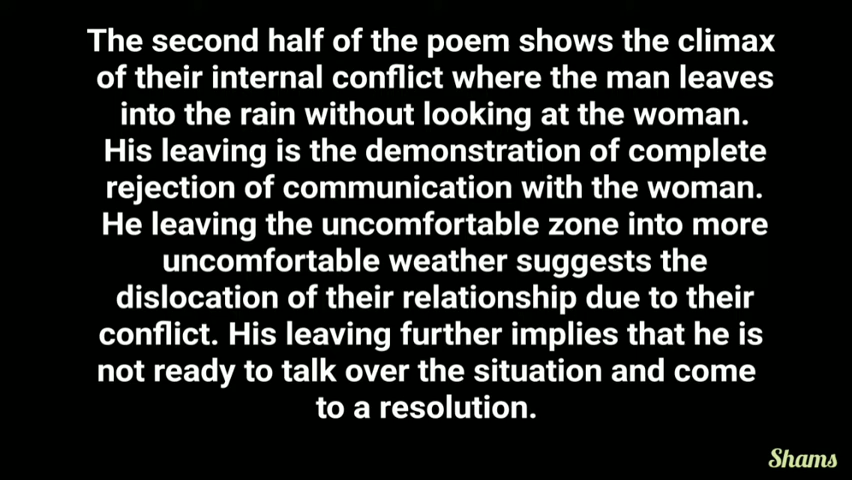 The second half of the poem shows the climax
of their internal conflict where the man leaves
into the rain without looking at the woman.
His leaving is the demonstration of complete
rejection of communication with the woman.
He leaving the uncomfortable zone into more
uncomfortable weather suggests the
dislocation of their relationship due to their
conflict. His leaving further implies that he is
not ready to talk over the situation and come
to a resolution.
Shams